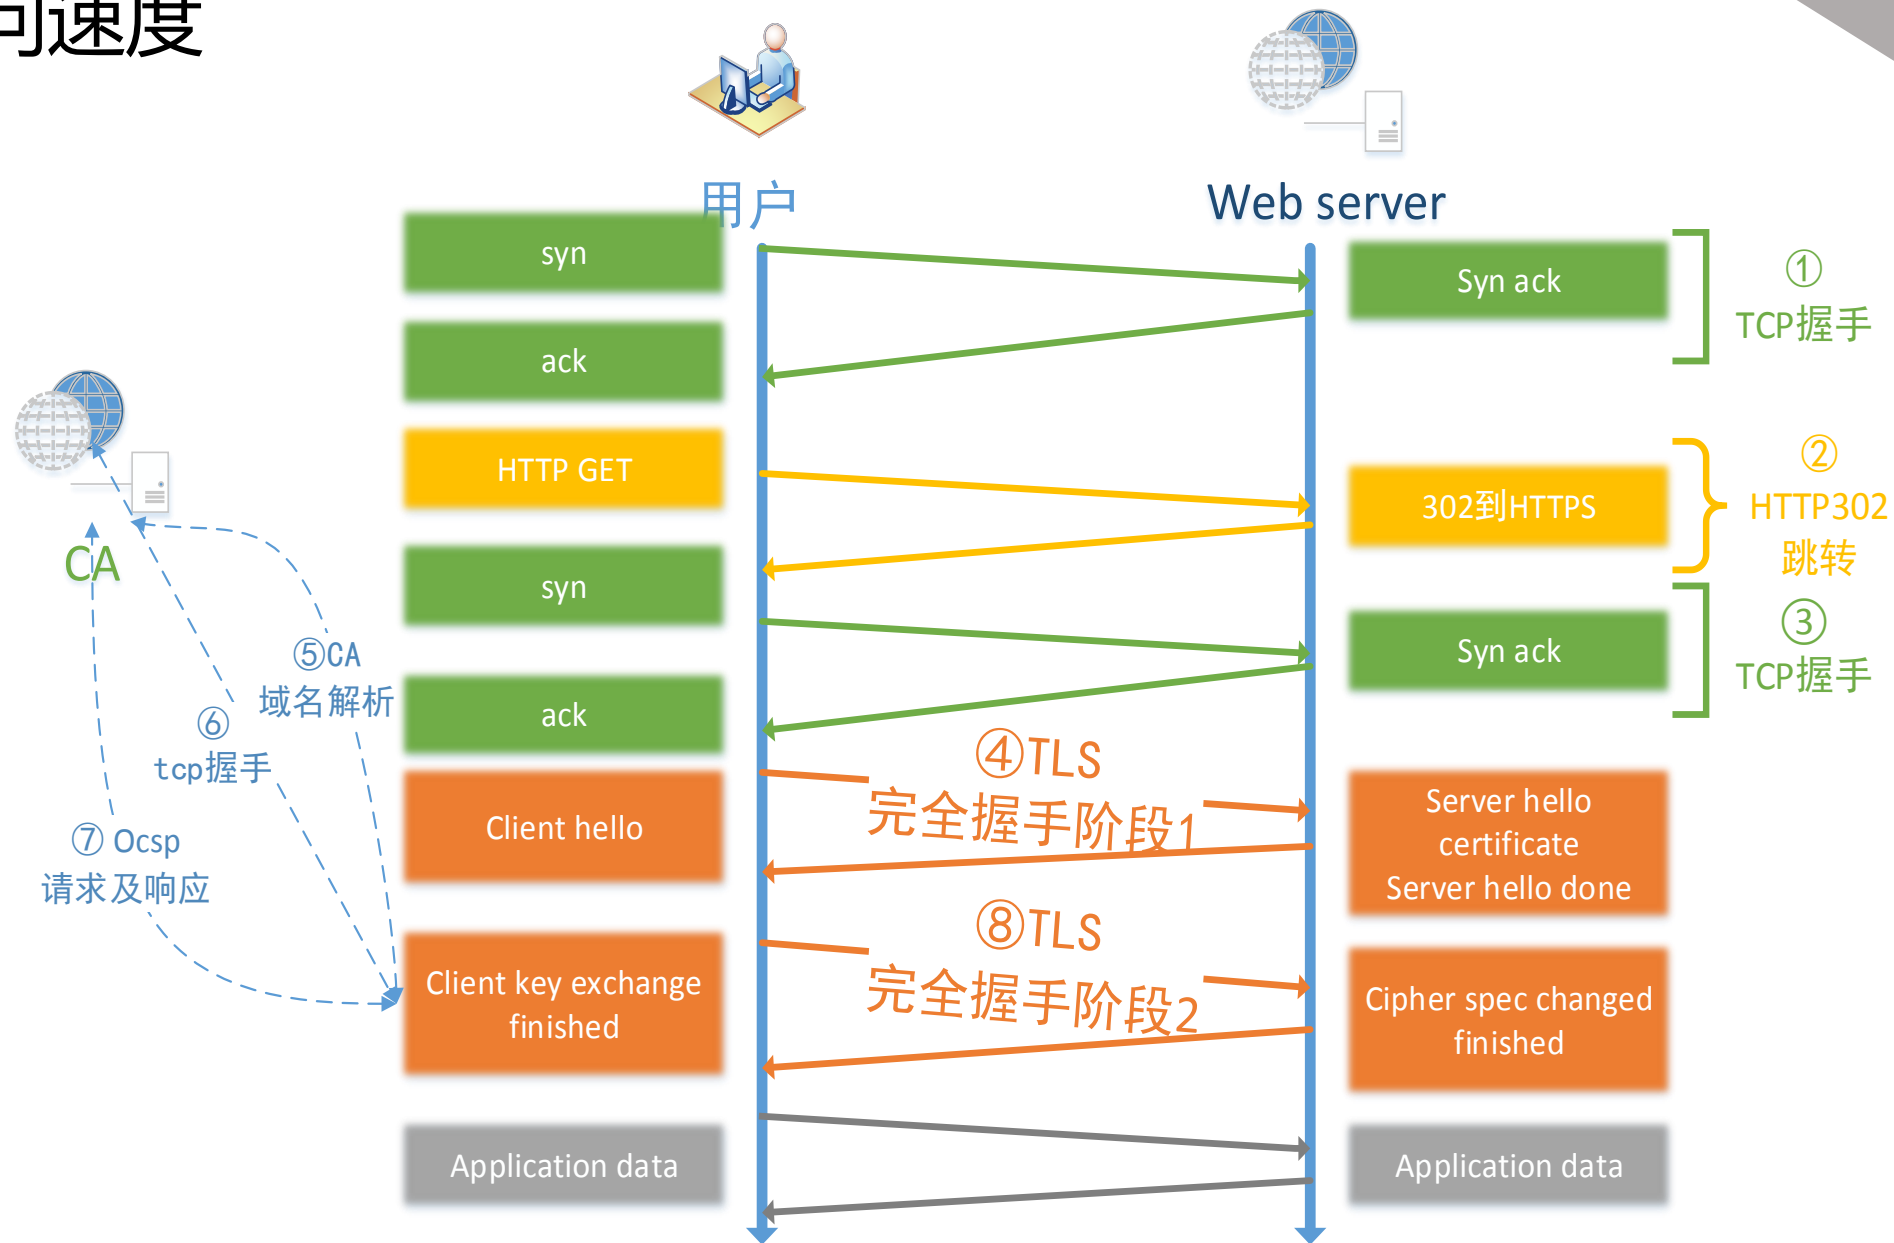 问速度
用户
Web server
syn
Syn ack
①
TCP握手
ack
HTTP GET
302到HTTPS
②
HTTP302
跳转
CA
syn
Syn ack
③
TCP握手
⑤CA
域名解析
ack
⑥
tcp握手
④TLS
完全握手阶段1
Client hello
Server hello
certificate
Server hello done
⑦ Ocsp
请求及响应
⑧TLS
完全握手阶段2
Client key exchange
finished
Cipher spec changed
finished
Application data
Application data